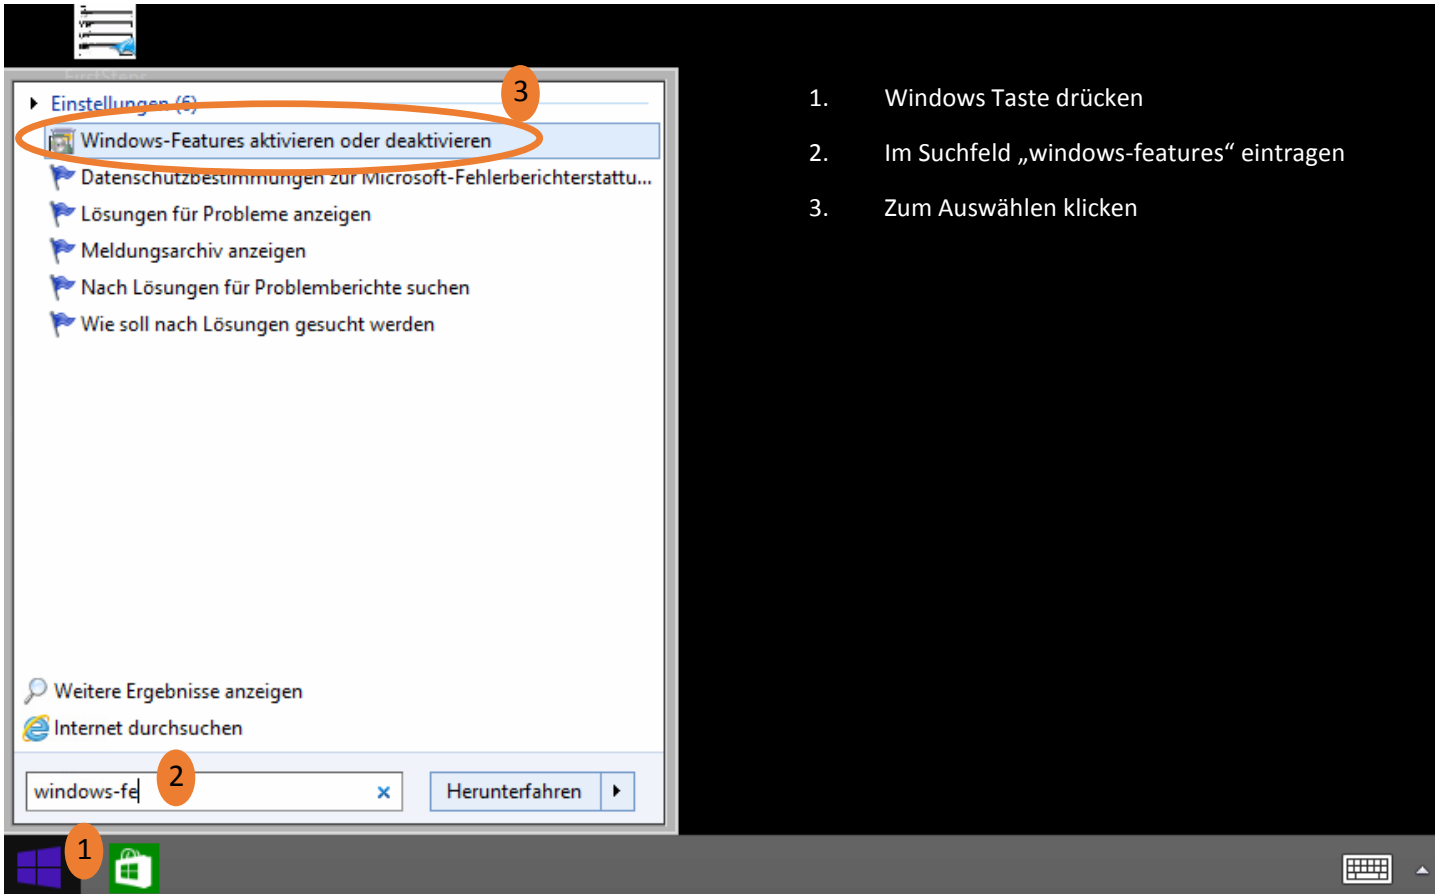 FirstSteps
Einstellungen (6)
3
Windows-Features aktivieren oder deaktivieren
Datenschutzbestimmungen zur Microsoft-Fehlerberichterstattu...
Lösungen für Probleme anzeigen
Meldungsarchiv anzeigen
Nach Lösungen für Problemberichte suchen
Wie soll nach Lösungen gesucht werden
Weitere Ergebnisse anzeigen
Internet durchsuchen
windows-fe
2
Herunterfahren
1
1. Windows Taste drücken
2. Im Suchfeld „windows-features“ eintragen
3. Zum Auswählen klicken